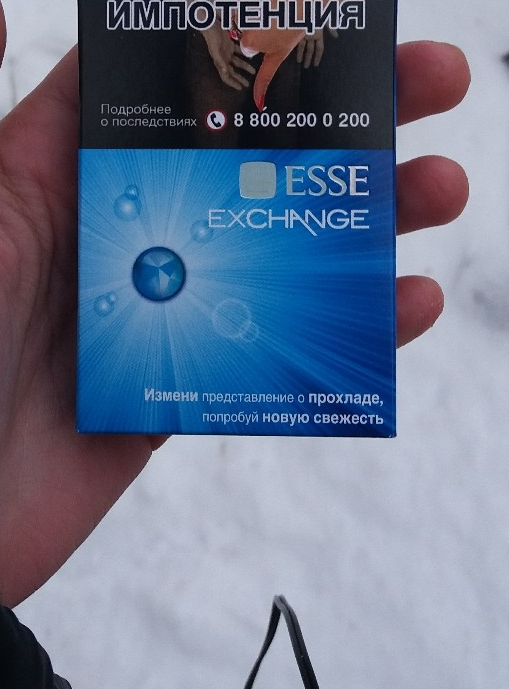 ИМПОТЕНЦИЯ
Подробнее
о последствиях 8 800 200 0 200
ESSE
EXCHANGE
Измени представление о прохладе,
попробуй новую свежесть